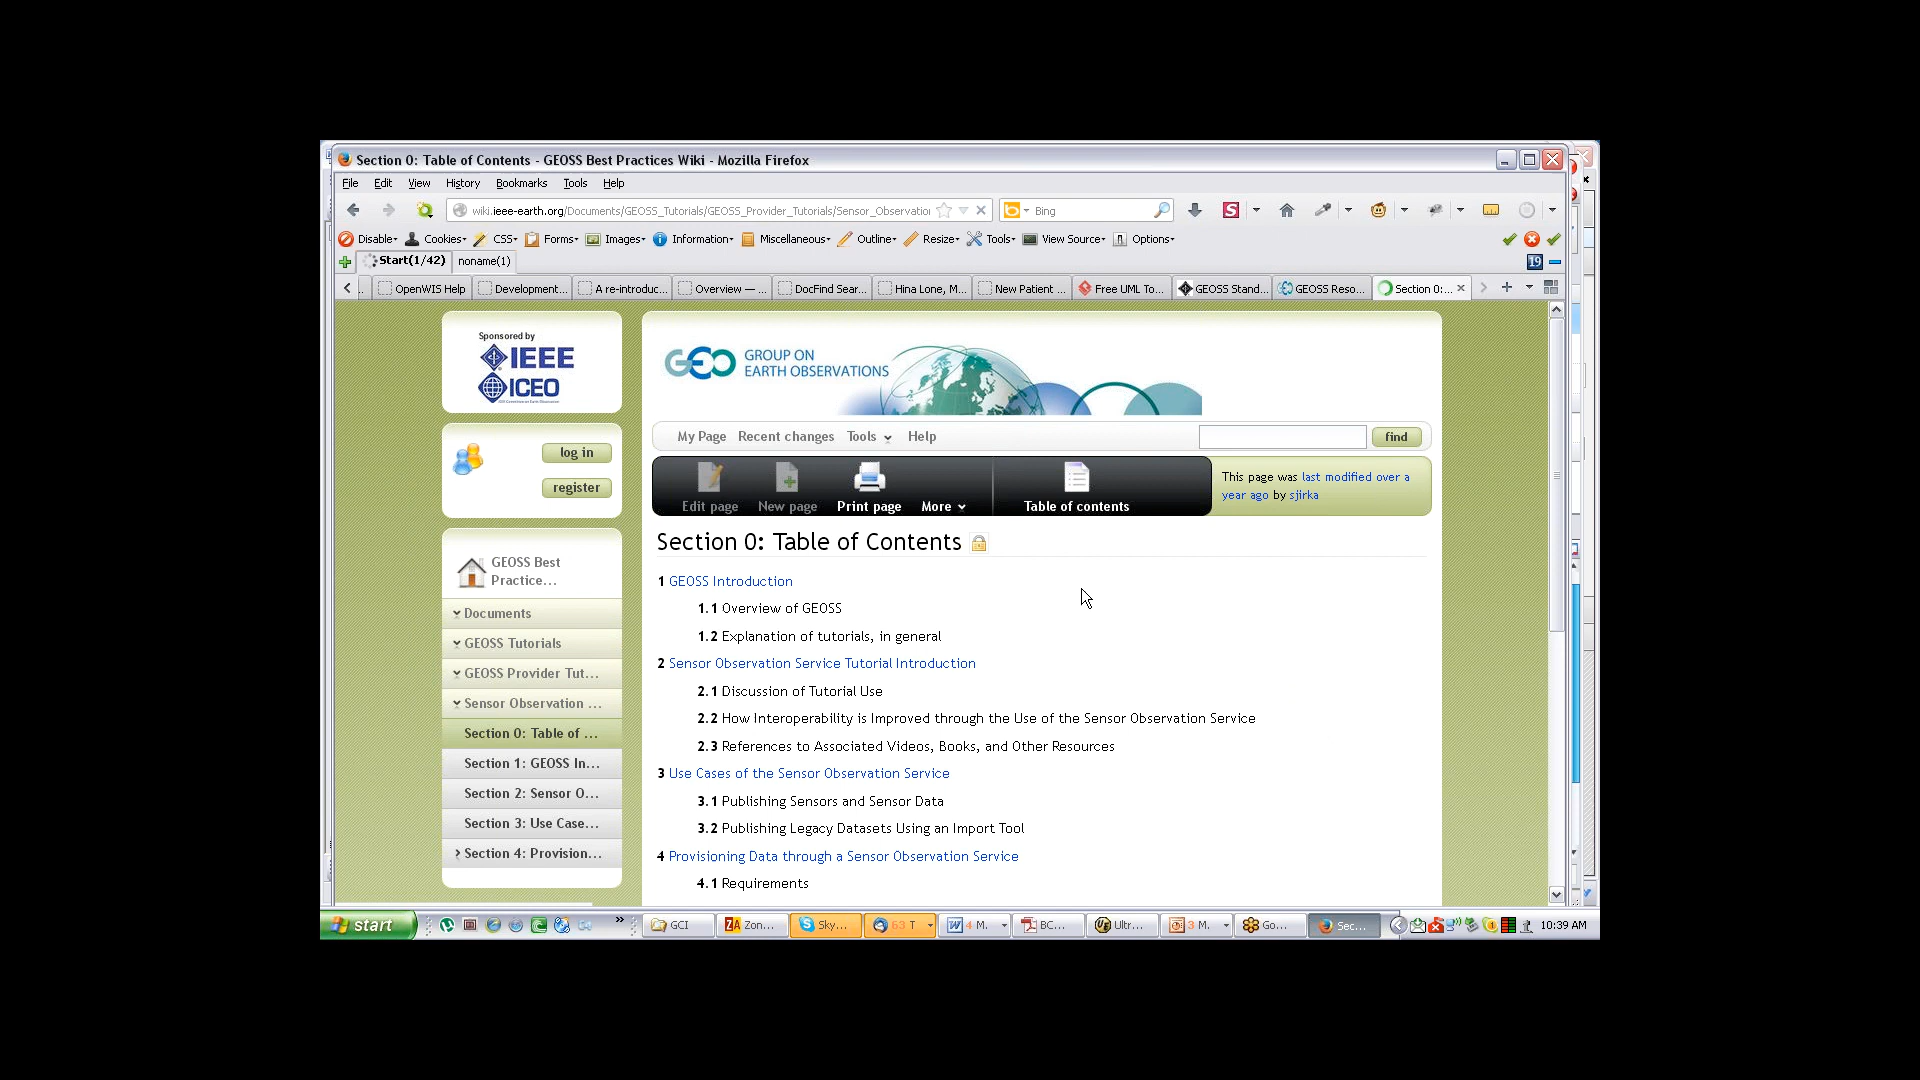 Section 0: Table of Contents - GEOSS Best Practices Wiki - Mozilla Firefox
File Edit View History Bookmarks Tools Help
wiki.ieee-earth.org/Documents/GEOSS_Tutorials/GEOSS_Provider_Tutorials/Sensor_Observation
Bing
Disable Cookies CSS Forms Images Information Miscellaneous Outline Resize Tools View Source Options
Start(1/42) noname(1)
19
OpenWIS Help Development... A re-introduc... Overview — ... DocFind Sear... Hina Lone, M... New Patient ... Free UML To... GEOSS Stand... GEOSS Reso... Section 0:...
Sponsored by
IEEE
ICEO
GEO GROUP ON
EARTH OBSERVATIONS
log in
register
My Page Recent changes Tools Help find
Edit page New page Print page More Table of contents
This page was last modified over a
year ago by sjirka
GEOSS Best
Practice...
Documents
GEOSS Tutorials
GEOSS Provider Tut...
Sensor Observation ...
Section 0: Table of ...
Section 1: GEOSS In...
Section 2: Sensor O...
Section 3: Use Case...
Section 4: Provision...
Section 0: Table of Contents
1 GEOSS Introduction
1.1 Overview of GEOSS
1.2 Explanation of tutorials, in general
2 Sensor Observation Service Tutorial Introduction
2.1 Discussion of Tutorial Use
2.2 How Interoperability is Improved through the Use of the Sensor Observation Service
2.3 References to Associated Videos, Books, and Other Resources
3 Use Cases of the Sensor Observation Service
3.1 Publishing Sensors and Sensor Data
3.2 Publishing Legacy Datasets Using an Import Tool
4 Provisioning Data through a Sensor Observation Service
4.1 Requirements
start GCI Zon... Sky... 63 T 4 M. BC... Ultr... 3 M. Go... Sec... 10:39 AM